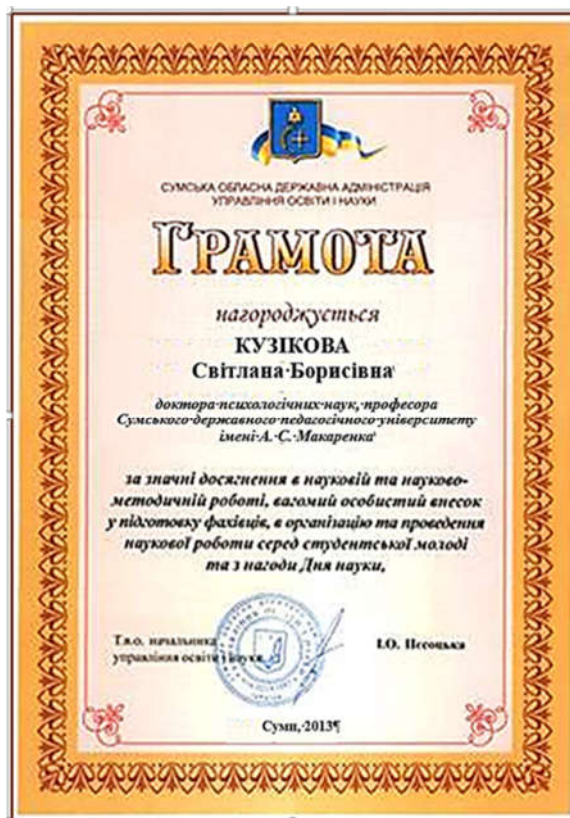 СУМСЬКА ОБЛАСНА ДЕРЖАВНА АДМІНІСТРАЦІЯ
УПРАВЛІННЯ ОСВІТИ І НАУКИ
ГРАМОТА
нагороджується
КУЗІКОВА
Світлана·Борисівна
доктора·психологічних·наук,·професора
Сумського·державного·педагогічного·університету
імені·А.·С.·Макаренка
за значні досягнення в науковій та науково-
методичній роботі, вагомий особистий внесок
у підготовку фахівців, в організацію та проведення
наукової роботи серед студентської молоді
та з нагоди Дня науки,
Т.в.о. начальника
управління освіти і науки
І.О. Песоцька
Суми,·2013¶